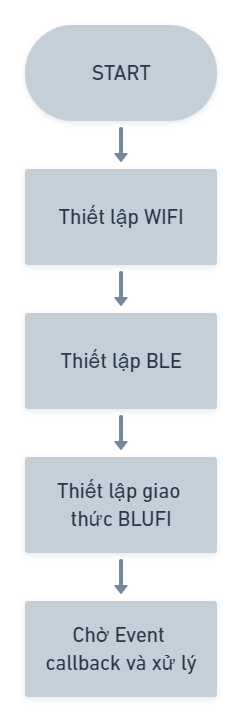 START
Thiết lập WIFI
Thiết lập BLE
Thiết lập giao
thức BLUFI
Chờ Event
callback và xử lý